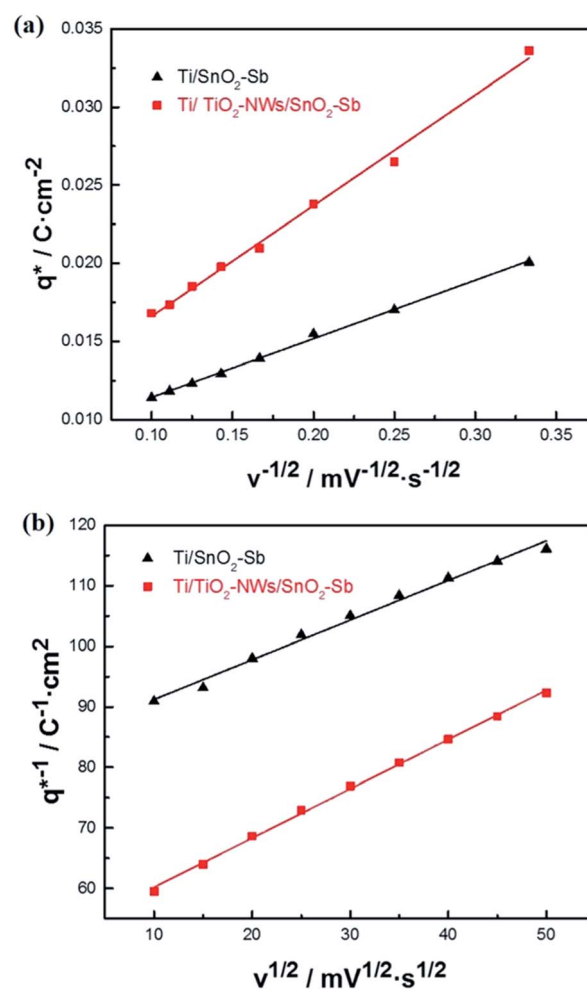 (a)
0.035
0.030
0.025
0.020
0.015
0.010
q* / C·cm⁻²
▲ Ti/SnO₂-Sb
■ Ti/ TiO₂-NWs/SnO₂-Sb
0.10 0.15 0.20 0.25 0.30 0.35
v⁻¹/² / mV⁻¹/²·s⁻¹/²
(b)
120
110
100
90
80
70
60
q*⁻¹ / C⁻¹·cm²
▲ Ti/SnO₂-Sb
■ Ti/TiO₂-NWs/SnO₂-Sb
10 20 30 40 50
v¹/² / mV¹/²·s¹/²